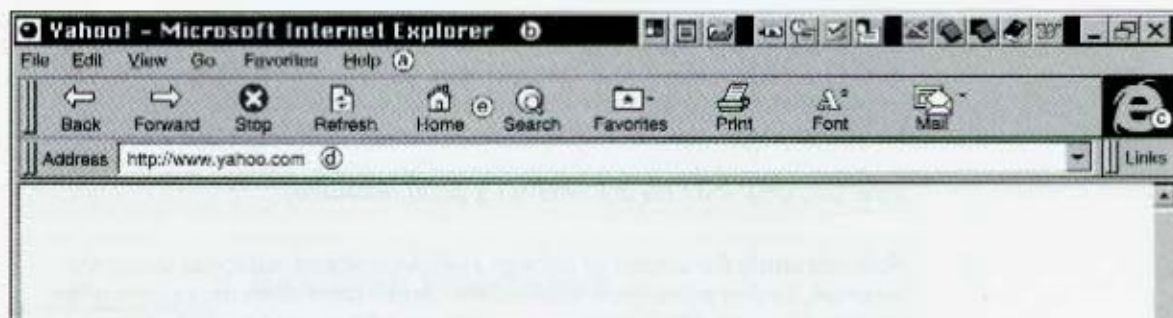 Yahoo! - Microsoft Internet Explorer b
File Edit View Go Favorites Help a
Back Forward Stop Refresh Home e Search Favorites Print Font Mail c
Address http://www.yahoo.com d Links